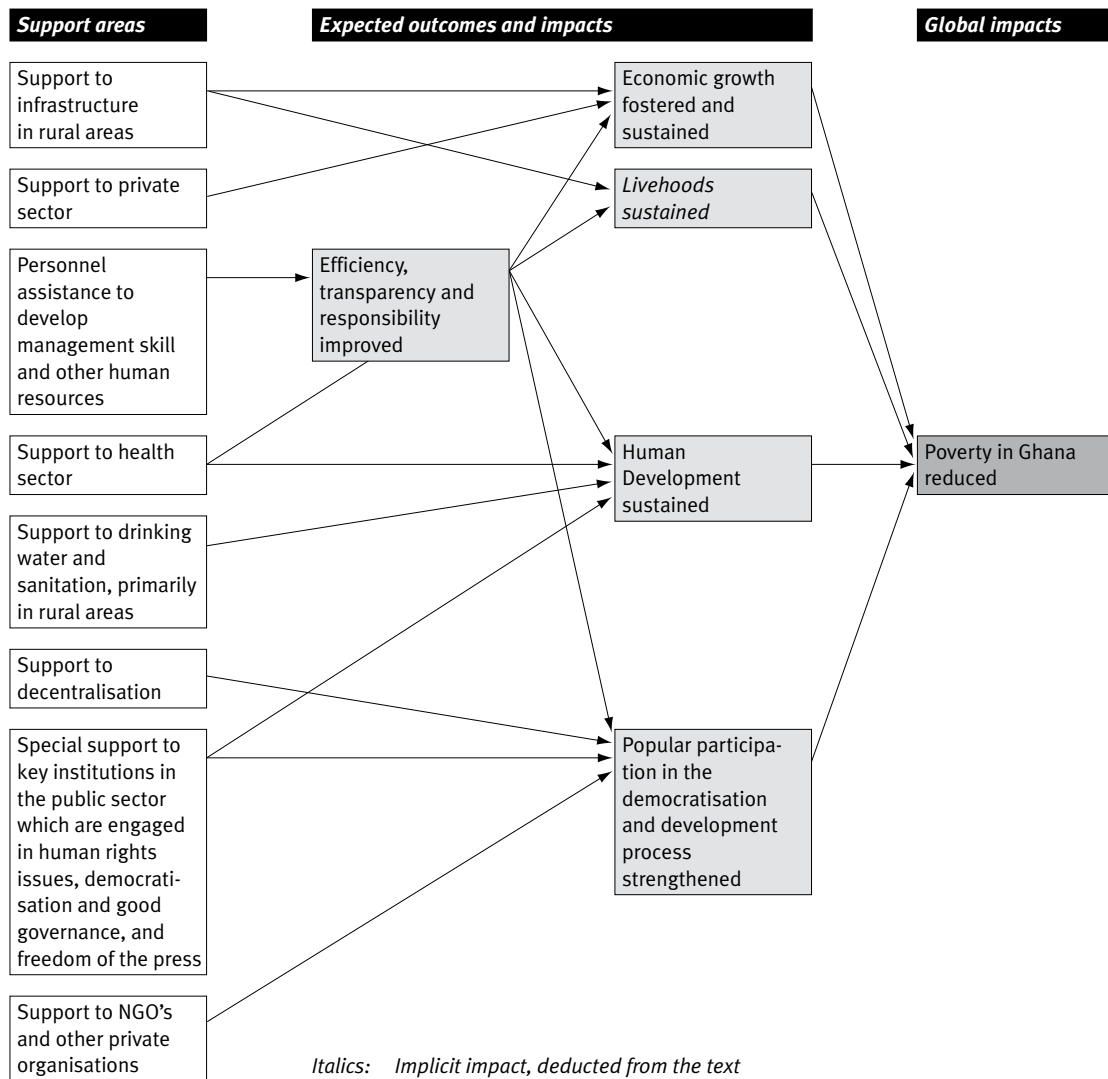 Support areas
Expected outcomes and impacts
Global impacts
Support to
infrastructure
in rural areas
Support to private
sector
Personnel
assistance to
develop
management skill
and other human
resources
Support to health
sector
Support to drinking
water and
sanitation, primarily
in rural areas
Support to
decentralisation
Special support to
key institutions in
the public sector
which are engaged
in human rights
issues, democrati-
sation and good
governance, and
freedom of the press
Support to NGO’s
and other private
organisations
Efficiency,
transparency and
responsibility
improved
Economic growth
fostered and
sustained
Livehoods
sustained
Human
Development
sustained
Popular participa-
tion in the
democratisation
and development
process
strengthened
Poverty in Ghana
reduced
Italics: Implicit impact, deducted from the text